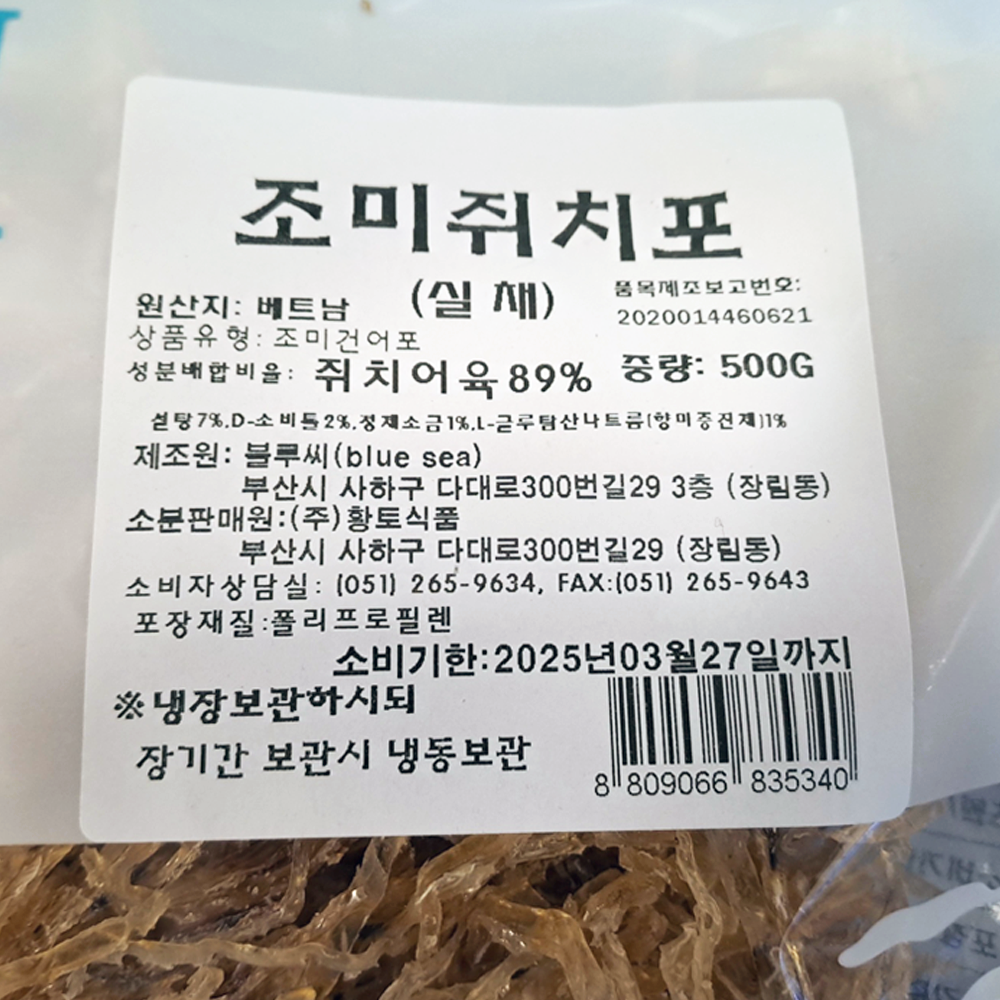 조미쥐치포
(실채)
품목제조보고번호:
2020014460621
원산지: 베트남
상품유형: 조미건어포
성분배합비율: 쥐치어육89% 중량: 500G
설탕7%,D-소비톨2%,정제소금1%,L-글루탐산나트륨(향미증진제)1%
제조원: 블루씨(blue sea)
부산시 사하구 다대로300번길29 3층 (장림동)
소분판매원:(주)황토식품
부산시 사하구 다대로300번길29 (장림동)
소비자상담실: (051) 265-9634, FAX:(051) 265-9643
포장재질:폴리프로필렌
소비기한:2025년03월27일까지
※냉장보관하시되
장기간 보관시 냉동보관
8 809066 835340